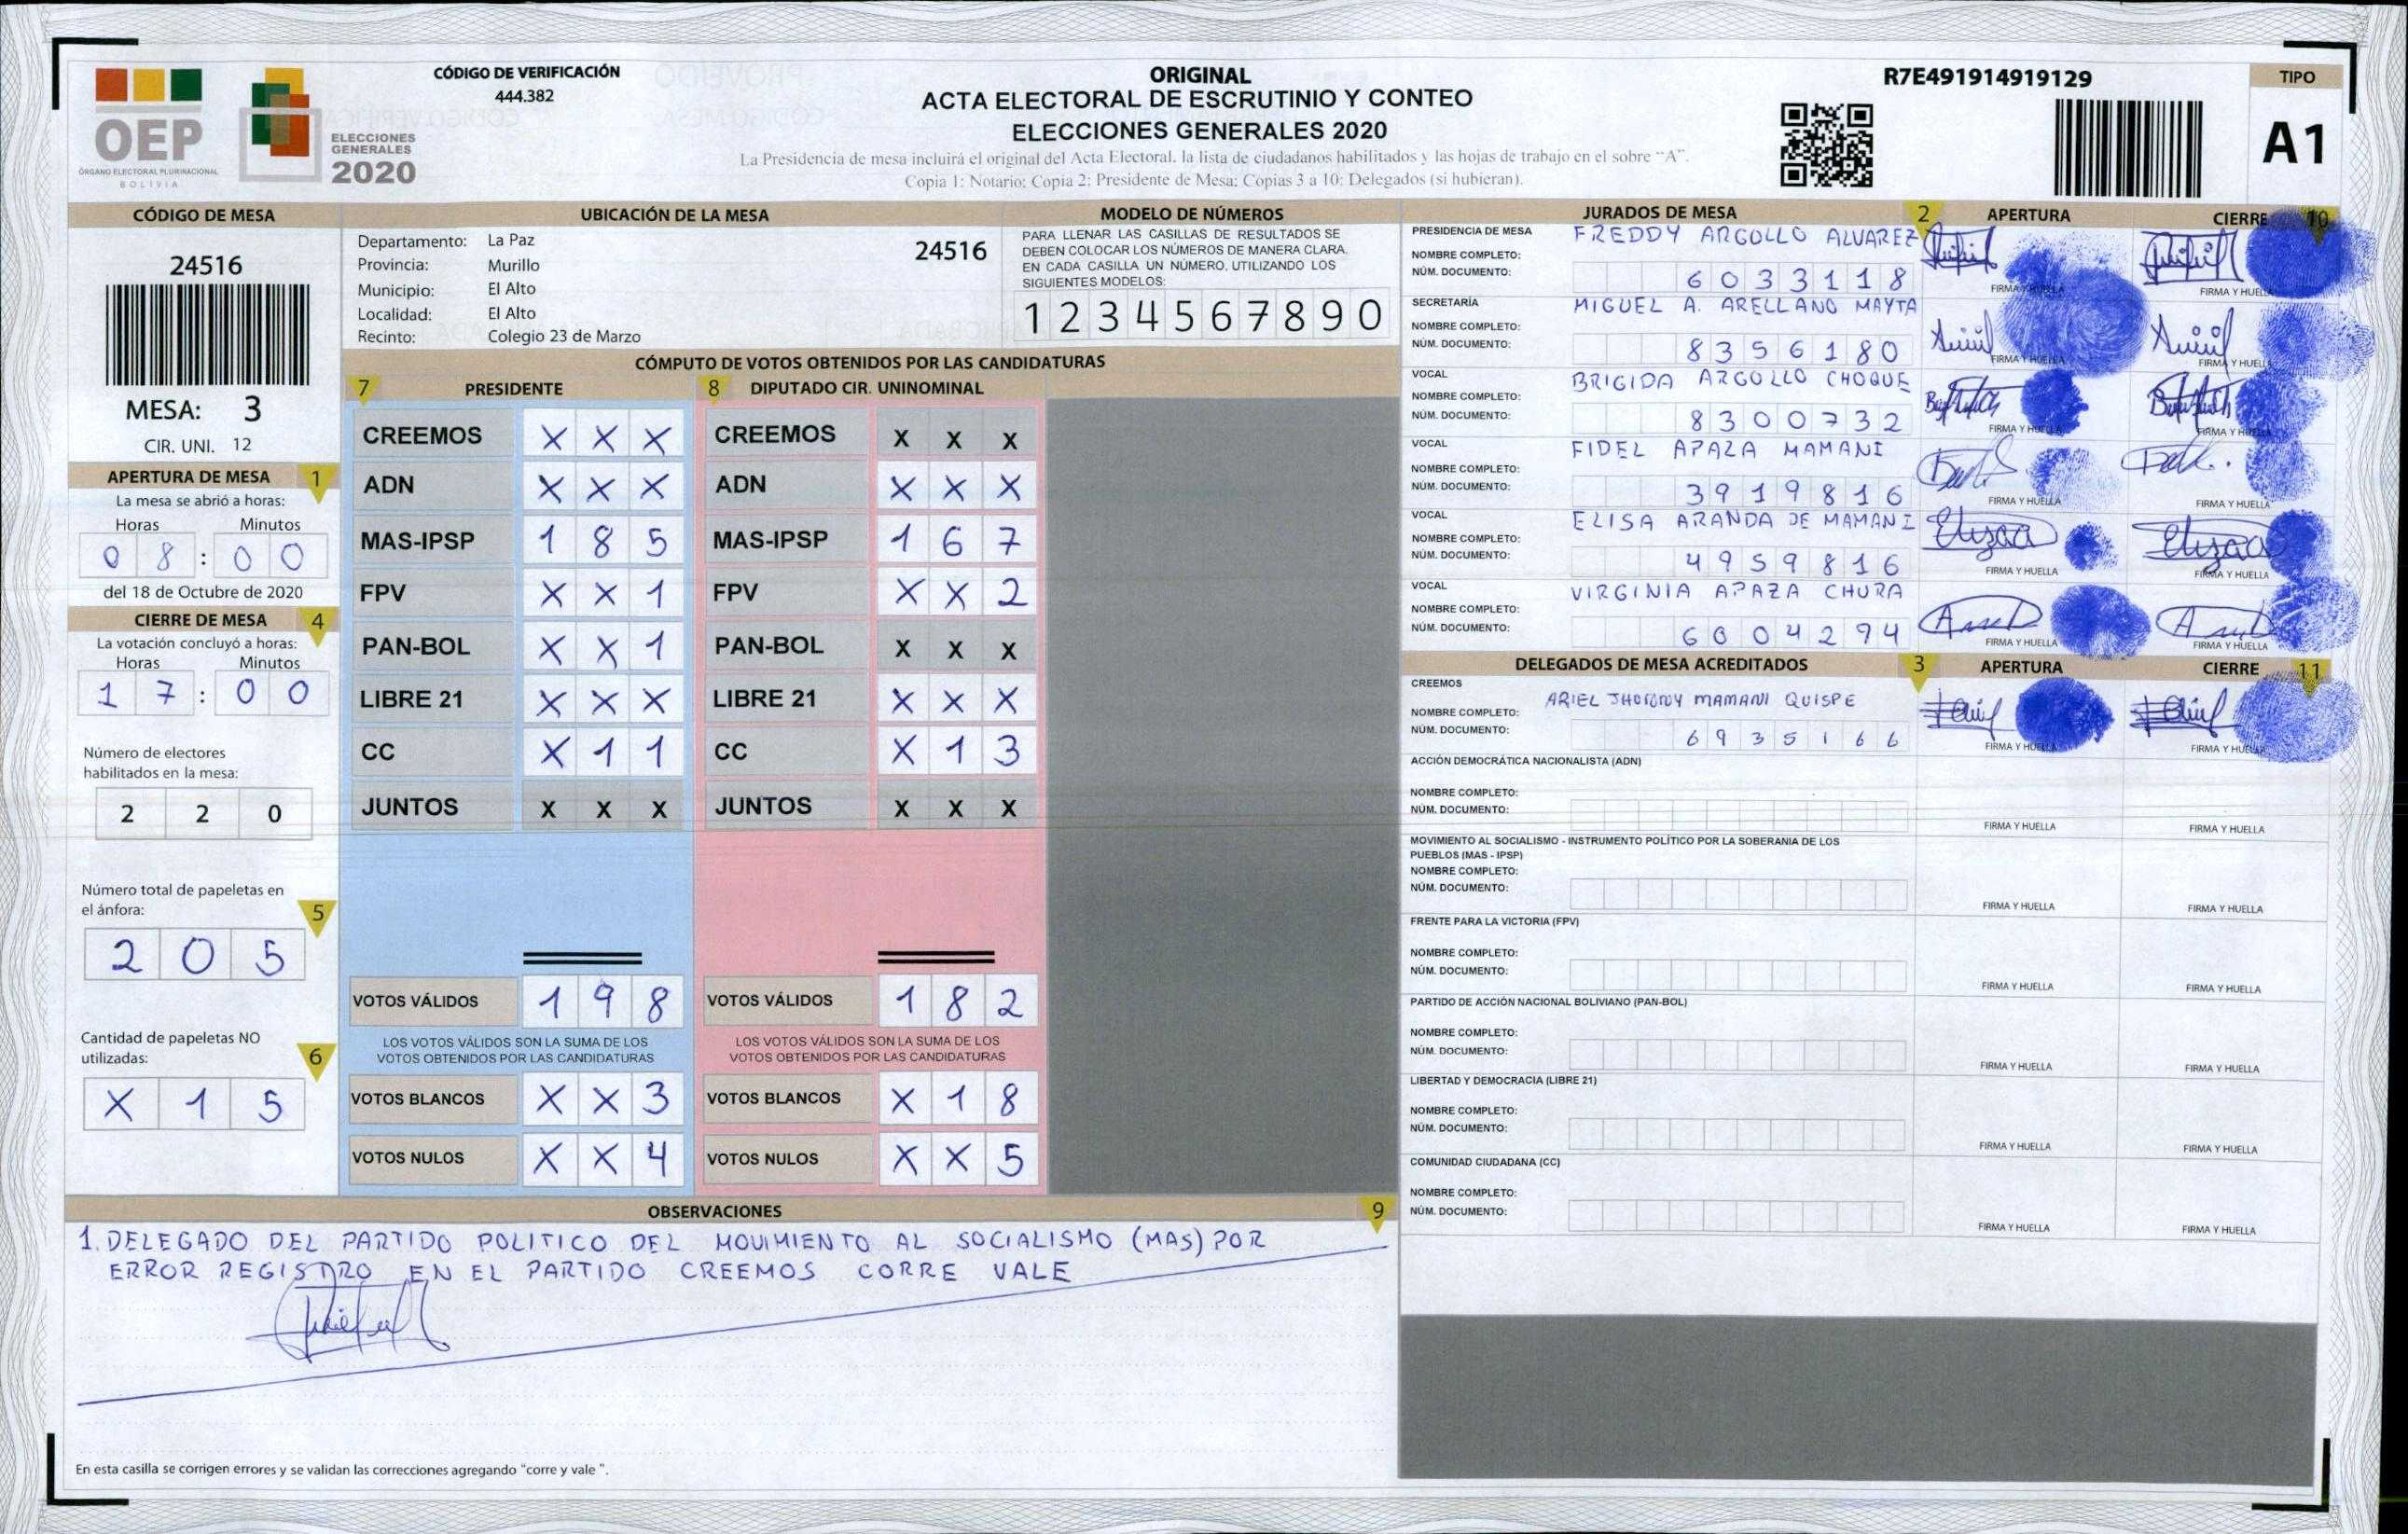 OEP
ÓRGANO ELECTORAL PLURINACIONAL
BOLIVIA
ELECCIONES
GENERALES
2020
CÓDIGO DE VERIFICACIÓN
444.382
ORIGINAL
ACTA ELECTORAL DE ESCRUTINIO Y CONTEO
ELECCIONES GENERALES 2020
La Presidencia de mesa incluirá el original del Acta Electoral, la lista de ciudadanos habilitados y las hojas de trabajo en el sobre "A".
Copia 1: Notario; Copia 2: Presidente de Mesa; Copias 3 a 10: Delegados (si hubieran).
R7E491914919129
TIPO
A1
CÓDIGO DE MESA
24516
MESA: 3
CIR. UNI. 12
APERTURA DE MESA 1
La mesa se abrió a horas:
Horas Minutos
0 8 : 0 0
del 18 de Octubre de 2020
CIERRE DE MESA 4
La votación concluyó a horas:
Horas Minutos
1 7 : 0 0
Número de electores
habilitados en la mesa:
2 2 0
Número total de papeletas en
el ánfora: 5
2 0 5
Cantidad de papeletas NO
utilizadas: 6
X 1 5
UBICACIÓN DE LA MESA
Departamento: La Paz 24516
Provincia: Murillo
Municipio: El Alto
Localidad: El Alto
Recinto: Colegio 23 de Marzo
MODELO DE NÚMEROS
PARA LLENAR LAS CASILLAS DE RESULTADOS SE
DEBEN COLOCAR LOS NÚMEROS DE MANERA CLARA.
EN CADA CASILLA UN NÚMERO, UTILIZANDO LOS
SIGUIENTES MODELOS:
1 2 3 4 5 6 7 8 9 0
CÓMPUTO DE VOTOS OBTENIDOS POR LAS CANDIDATURAS
7 PRESIDENTE 8 DIPUTADO CIR. UNINOMINAL
CREEMOS X X X CREEMOS X X X
ADN X X X ADN X X X
MAS-IPSP 1 8 5 MAS-IPSP 1 6 7
FPV X X 1 FPV X X 2
PAN-BOL X X 1 PAN-BOL X X X
LIBRE 21 X X X LIBRE 21 X X X
CC X 1 1 CC X 1 3
JUNTOS X X X JUNTOS X X X
VOTOS VÁLIDOS 1 9 8 VOTOS VÁLIDOS 1 8 2
LOS VOTOS VÁLIDOS SON LA SUMA DE LOS LOS VOTOS VÁLIDOS SON LA SUMA DE LOS
VOTOS OBTENIDOS POR LAS CANDIDATURAS VOTOS OBTENIDOS POR LAS CANDIDATURAS
VOTOS BLANCOS X X 3 VOTOS BLANCOS X 1 8
VOTOS NULOS X X 4 VOTOS NULOS X X 5
OBSERVACIONES 9
1. DELEGADO DEL PARTIDO POLITICO DEL MOVIMIENTO AL SOCIALISMO (MAS) POR
ERROR REGISTRO EN EL PARTIDO CREEMOS CORRE VALE
En esta casilla se corrigen errores y se validan las correcciones agregando "corre y vale ".
JURADOS DE MESA 2 APERTURA CIERRE 10
PRESIDENCIA DE MESA FREDDY ARGOLLO ALVAREZ
NOMBRE COMPLETO:
NÚM. DOCUMENTO: 6 0 3 3 1 1 8
FIRMA Y HUELLA FIRMA Y HUELLA
SECRETARÍA MIGUEL A. ARELLANO MAYTA
NOMBRE COMPLETO:
NÚM. DOCUMENTO: 8 3 5 6 1 8 0
FIRMA Y HUELLA FIRMA Y HUELLA
VOCAL BRIGIDA ARGOLLO CHOQUE
NOMBRE COMPLETO:
NÚM. DOCUMENTO: 8 3 0 0 7 3 2
FIRMA Y HUELLA FIRMA Y HUELLA
VOCAL FIDEL APAZA MAMANI
NOMBRE COMPLETO:
NÚM. DOCUMENTO: 3 9 1 9 8 1 6
FIRMA Y HUELLA FIRMA Y HUELLA
VOCAL ELISA ARANDA DE MAMANI
NOMBRE COMPLETO:
NÚM. DOCUMENTO: 4 9 5 9 8 1 6
FIRMA Y HUELLA FIRMA Y HUELLA
VOCAL VIRGINIA APAZA CHURA
NOMBRE COMPLETO:
NÚM. DOCUMENTO: 6 0 0 4 2 9 4
FIRMA Y HUELLA FIRMA Y HUELLA
DELEGADOS DE MESA ACREDITADOS 3 APERTURA CIERRE 11
CREEMOS
NOMBRE COMPLETO: ARIEL JHONNY MAMANI QUISPE
NÚM. DOCUMENTO: 6 9 3 5 1 6 6
FIRMA Y HUELLA FIRMA Y HUELLA
ACCIÓN DEMOCRÁTICA NACIONALISTA (ADN)
NOMBRE COMPLETO:
NÚM. DOCUMENTO:
FIRMA Y HUELLA FIRMA Y HUELLA
MOVIMIENTO AL SOCIALISMO - INSTRUMENTO POLÍTICO POR LA SOBERANIA DE LOS
PUEBLOS (MAS - IPSP)
NOMBRE COMPLETO:
NÚM. DOCUMENTO:
FIRMA Y HUELLA FIRMA Y HUELLA
FRENTE PARA LA VICTORIA (FPV)
NOMBRE COMPLETO:
NÚM. DOCUMENTO:
FIRMA Y HUELLA FIRMA Y HUELLA
PARTIDO DE ACCIÓN NACIONAL BOLIVIANO (PAN-BOL)
NOMBRE COMPLETO:
NÚM. DOCUMENTO:
FIRMA Y HUELLA FIRMA Y HUELLA
LIBERTAD Y DEMOCRACIA (LIBRE 21)
NOMBRE COMPLETO:
NÚM. DOCUMENTO:
FIRMA Y HUELLA FIRMA Y HUELLA
COMUNIDAD CIUDADANA (CC)
NOMBRE COMPLETO:
NÚM. DOCUMENTO:
FIRMA Y HUELLA FIRMA Y HUELLA